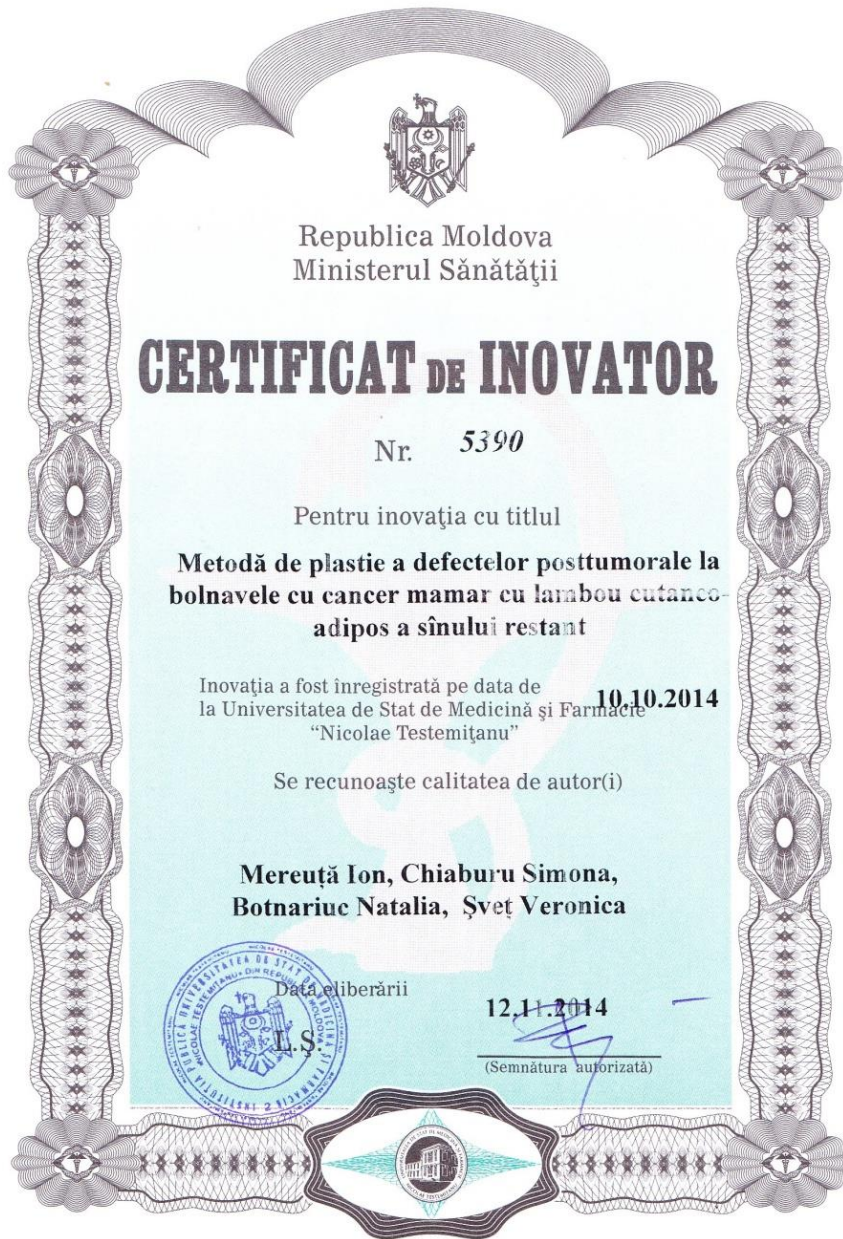 Republica Moldova
Ministerul Sănătăţii
CERTIFICAT DE INOVATOR
Nr. 5390
Pentru inovaţia cu titlul
Metodă de plastie a defectelor posttumorale la
bolnavele cu cancer mamar cu lambou cutaneo-
adipos a sînului restant
Inovaţia a fost înregistrată pe data de 10.10.2014
la Universitatea de Stat de Medicină şi Farmacie
“Nicolae Testemiţanu”
Se recunoaşte calitatea de autor(i)
Mereuţă Ion, Chiaburu Simona,
Botnariuc Natalia, Şveţ Veronica
Data eliberării
12.11.2014
L.Ş.
(Semnătura autorizată)